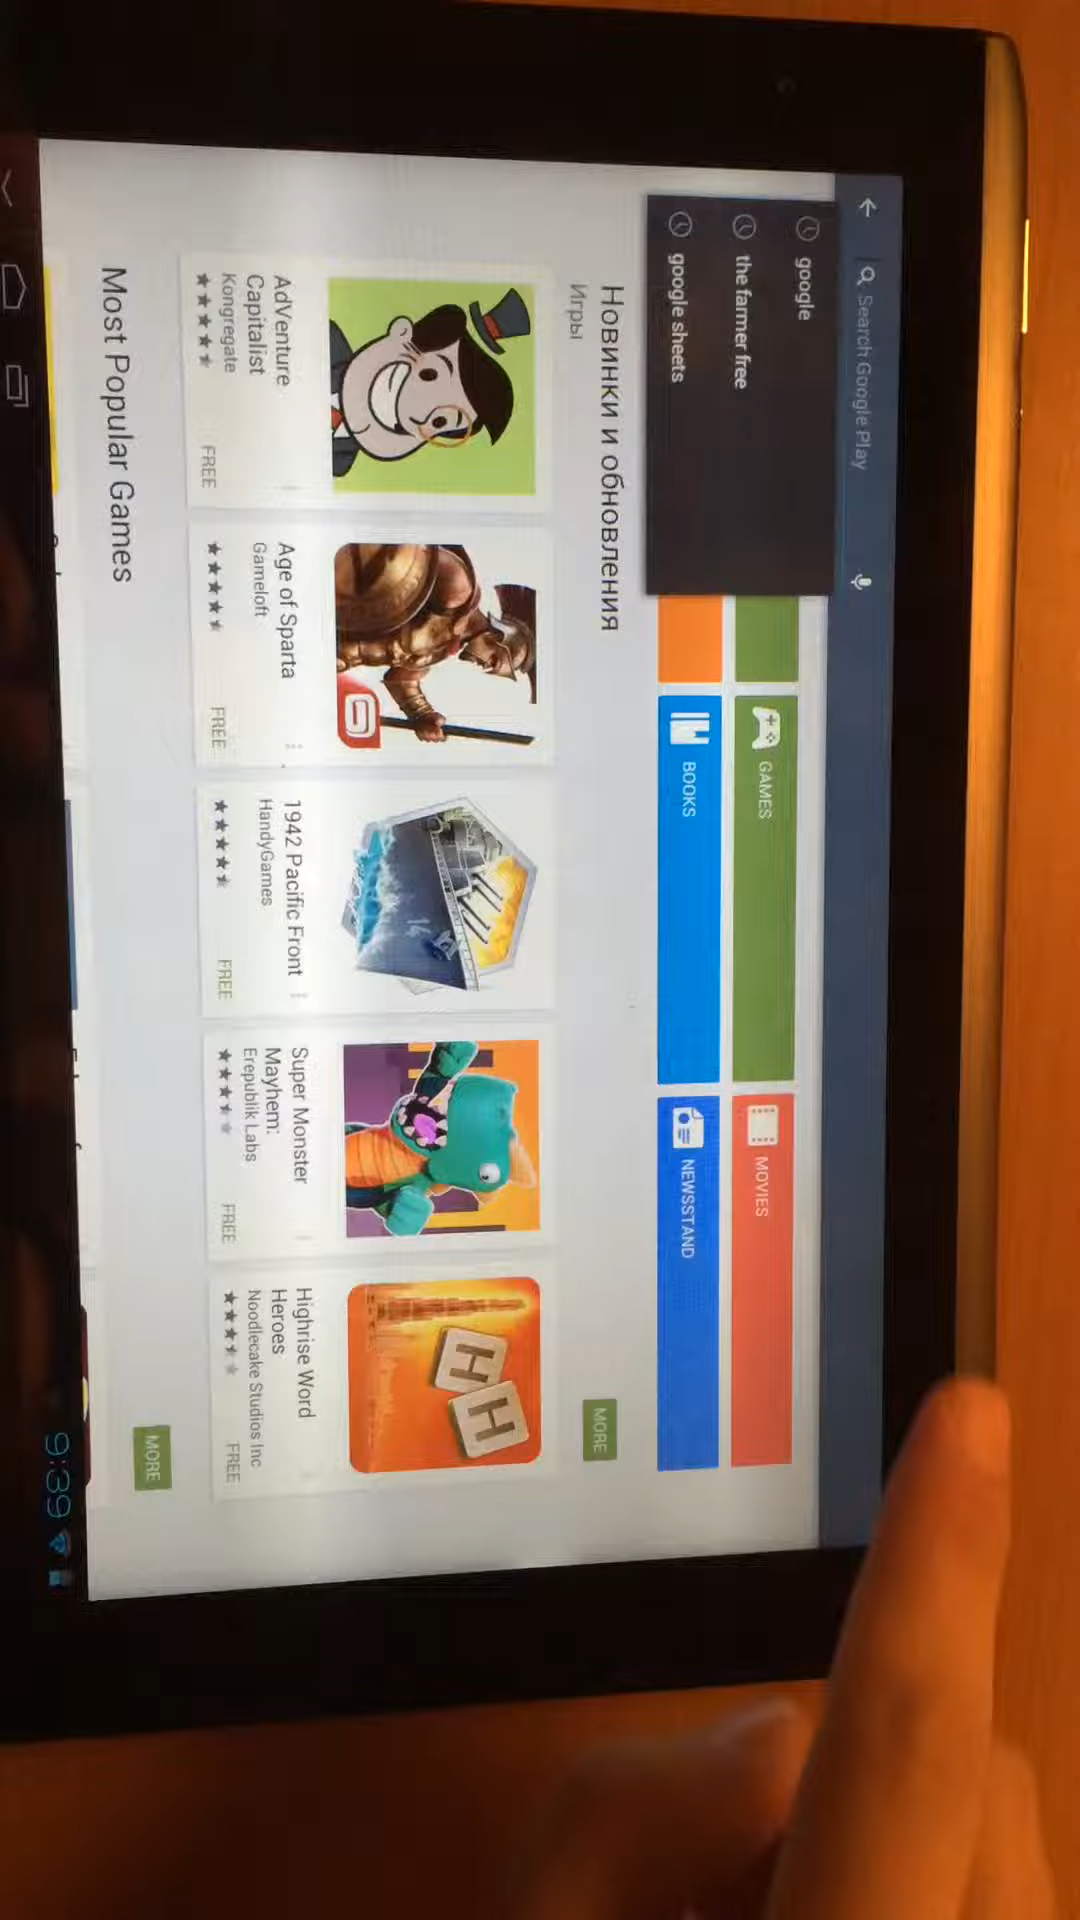 Search Google Play
google
the farmer free
google sheets
GAMES
MOVIES
BOOKS
NEWSSTAND
Новинки и обновления
Игры
MORE
AdVenture
Capitalist
Kongregate
FREE
Age of Sparta
Gameloft
FREE
1942 Pacific Front
HandyGames
FREE
Super Monster
Mayhem:
Erepublik Labs
FREE
H
H
Highrise Word
Heroes
Noodlecake Studios Inc
FREE
Most Popular Games
MORE
9:39